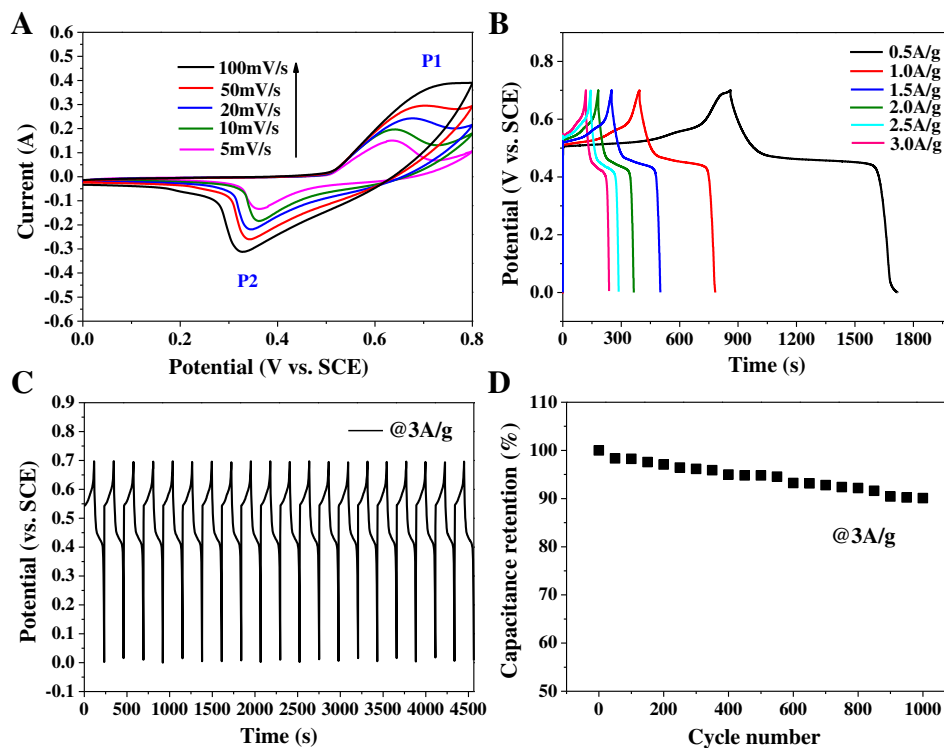 A
0.6
0.5
0.4
0.3
0.2
0.1
0.0
-0.1
-0.2
-0.3
-0.4
-0.5
-0.6
Current (A)
100mV/s
50mV/s
20mV/s
10mV/s
5mV/s
P1
P2
0.0 0.2 0.4 0.6 0.8
Potential (V vs. SCE)
B
0.8
0.6
0.4
0.2
0.0
Potential (V vs. SCE)
0.5A/g
1.0A/g
1.5A/g
2.0A/g
2.5A/g
3.0A/g
0 300 600 900 1200 1500 1800
Time (s)
C
0.9
0.8
0.7
0.6
0.5
0.4
0.3
0.2
0.1
0.0
-0.1
Potential (vs. SCE)
@3A/g
0 500 1000 1500 2000 2500 3000 3500 4000 4500
Time (s)
D
110
100
90
80
70
60
50
Capacitance retention (%)
@3A/g
0 200 400 600 800 1000
Cycle number